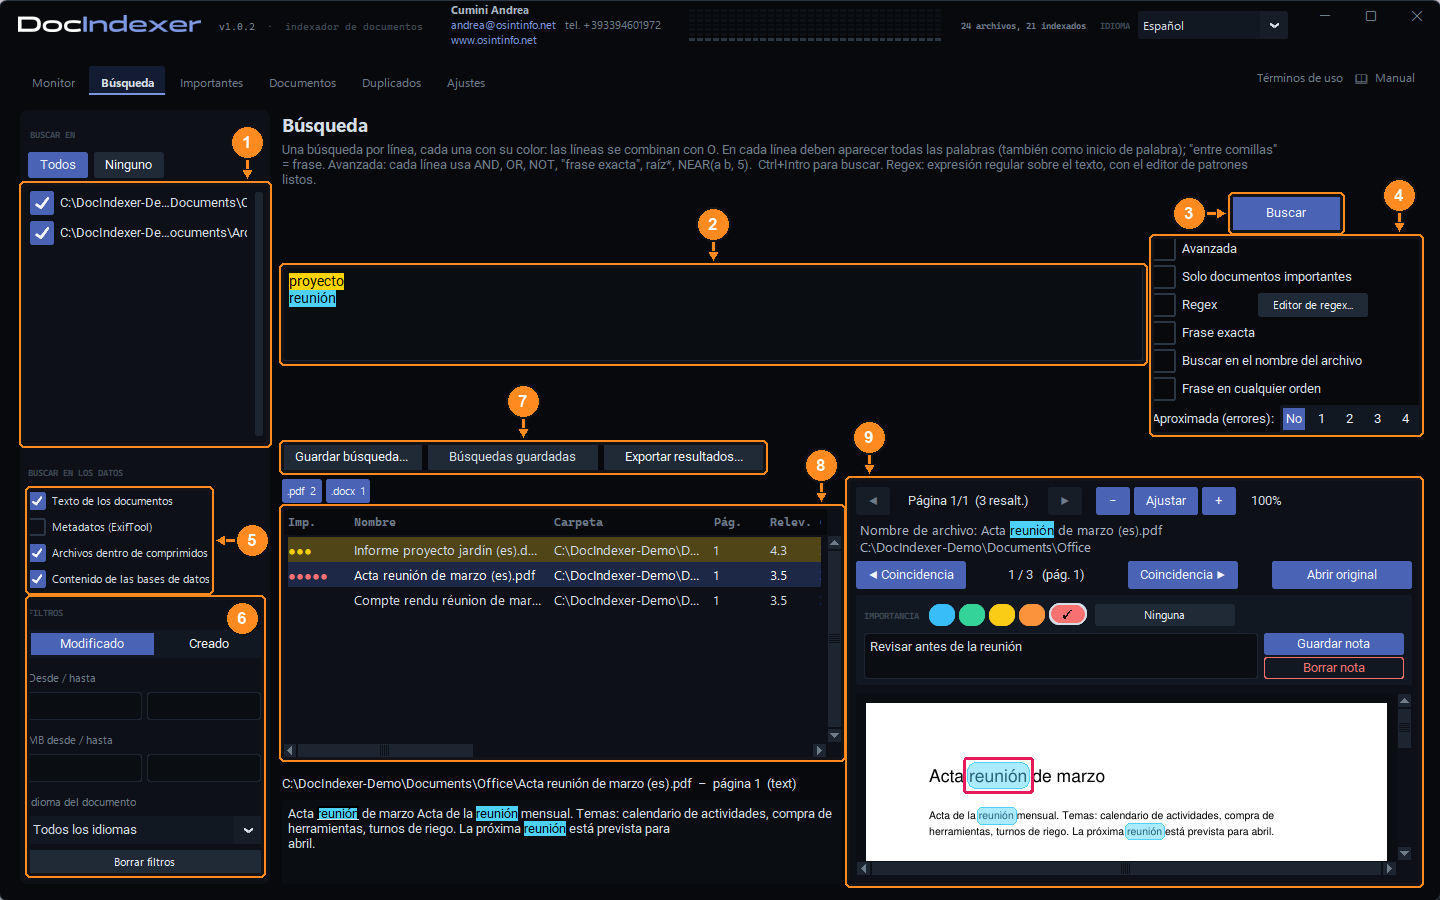 DocIndexer v1.0.2 · indexador de documentos
Cumini Andrea
andrea@osintinfo.net tel. +393394601972
www.osintinfo.net
24 archivos, 21 indexados IDIOMA Español
Monitor Búsqueda Importantes Documentos Duplicados Ajustes
Términos de uso Manual
BUSCAR EN
1
Todos Ninguno
C:\DocIndexer-De...Documents\C
C:\DocIndexer-De...ocuments\Arc
Búsqueda
Una búsqueda por línea, cada una con su color: las líneas se combinan con O. En cada línea deben aparecer todas las palabras (también como inicio de palabra); "entre comillas"
= frase. Avanzada: cada línea usa AND, OR, NOT, "frase exacta", raíz*, NEAR(a b, 5). Ctrl+Intro para buscar. Regex: expresión regular sobre el texto, con el editor de patrones
listos.
2
proyecto
reunión
3
Buscar
4
Avanzada
Solo documentos importantes
Regex Editor de regex...
Frase exacta
Buscar en el nombre del archivo
Frase en cualquier orden
Aproximada (errores): No 1 2 3 4
BUSCAR EN LOS DATOS
Texto de los documentos
Metadatos (ExifTool)
Archivos dentro de comprimidos
Contenido de las bases de datos
5
FILTROS
6
Modificado Creado
Desde / hasta
MB desde / hasta
Idioma del documento
Todos los idiomas
Borrar filtros
7
Guardar búsqueda... Búsquedas guardadas Exportar resultados...
8
.pdf 2 .docx 1
Imp. Nombre Carpeta Pág. Relev.
Informe proyecto jardin (es).d... C:\DocIndexer-Demo\D... 1 4.3
Acta reunión de marzo (es).pdf C:\DocIndexer-Demo\D... 1 3.5
Compte rendu réunion de mar... C:\DocIndexer-Demo\D... 1 3.5
C:\DocIndexer-Demo\Documents\Office\Acta reunión de marzo (es).pdf – página 1 (text)
Acta reunión de marzo Acta de la reunión mensual. Temas: calendario de actividades, compra de
herramientas, turnos de riego. La próxima reunión está prevista para
abril.
9
◄ Página 1/1 (3 resalt.) ► − Ajustar + 100%
Nombre de archivo: Acta reunión de marzo (es).pdf
C:\DocIndexer-Demo\Documents\Office
◄ Coincidencia 1 / 3 (pág. 1) Coincidencia ► Abrir original
IMPORTANCIA ✓ Ninguna
Revisar antes de la reunión
Guardar nota
Borrar nota
Acta reunión de marzo
Acta de la reunión mensual. Temas: calendario de actividades, compra de
herramientas, turnos de riego. La próxima reunión está prevista para abril.